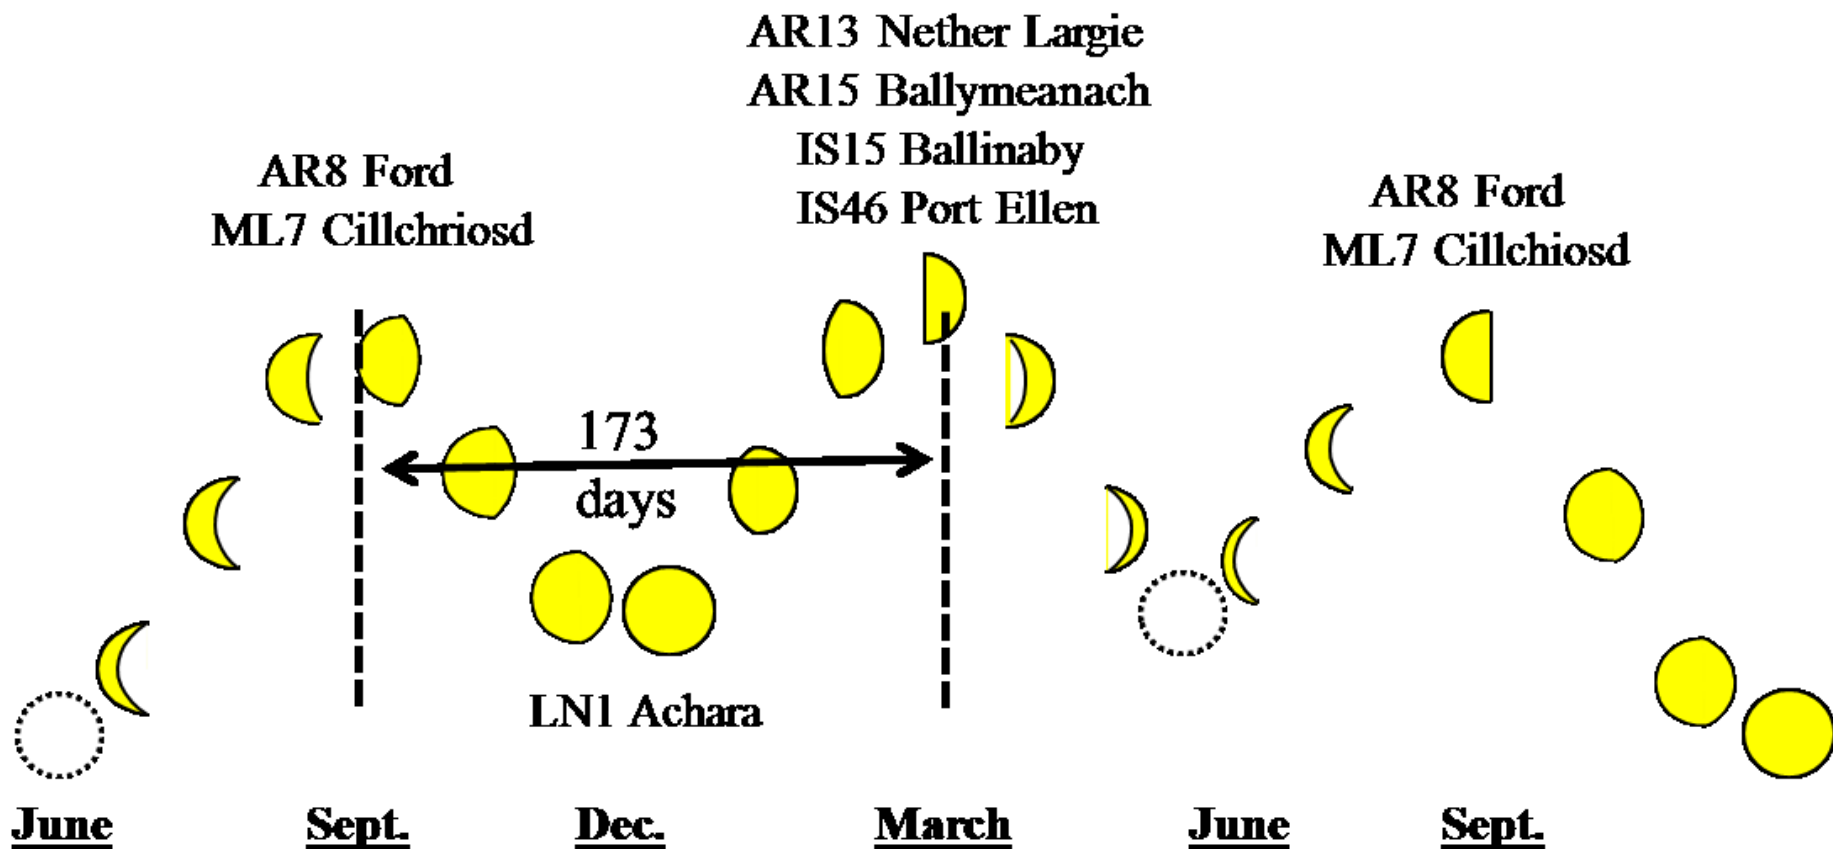 AR13 Nether Largie
AR15 Ballymeanach
IS15 Ballinaby
IS46 Port Ellen
AR8 Ford
ML7 Cillchriosd
AR8 Ford
ML7 Cillchiosd
173
days
LN1 Achara
June
Sept.
Dec.
March
June
Sept.